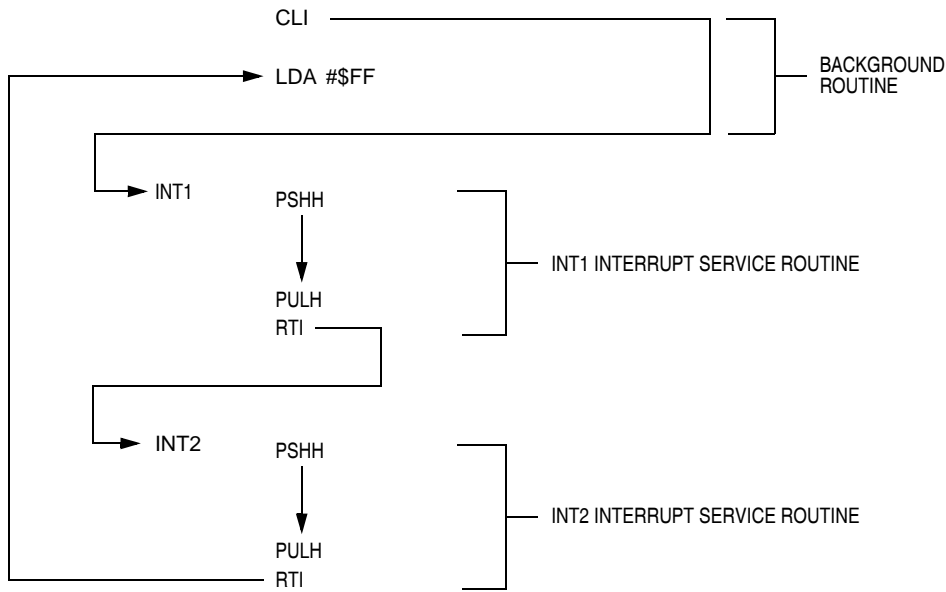 CLI
LDA #$FF
BACKGROUND
ROUTINE
INT1
PSHH
INT1 INTERRUPT SERVICE ROUTINE
PULH
RTI
INT2
PSHH
INT2 INTERRUPT SERVICE ROUTINE
PULH
RTI